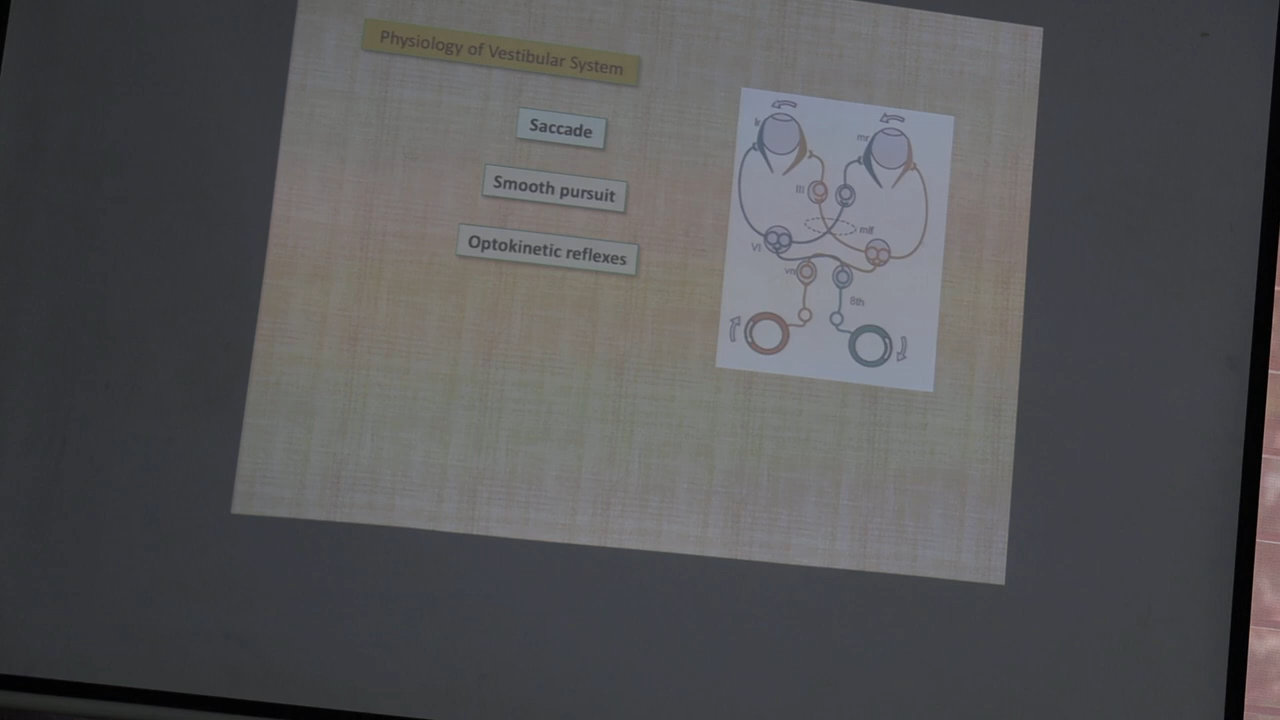 Physiology of Vestibular System
Saccade
Smooth pursuit
Optokinetic reflexes
lr
mr
III
mlf
VI
vn
8th